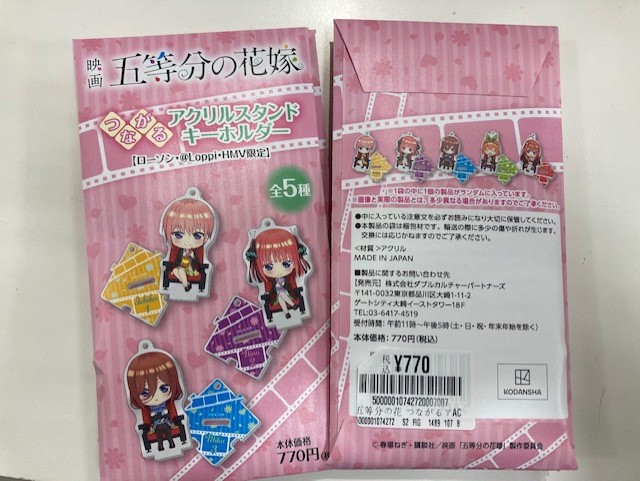 映画 五等分の花嫁
つながる
アクリルスタンド
キーホルダー
【ローソン・@Loppi・HMV限定】
全5種
Nino
Miku
本体価格
770円(
・※1袋の中に1個の製品がランダムに入っています。
※画像と実際の製品とは、多少異なる場合がありますのでご了承ください。
●中に入っている注意文を必ずお読みになり大切に保管してください。
●本製品の袋は梱包材です。輸送の際に多少の傷や折れが生じます。
交換には応じかねますのでご了承ください。
<材質>アクリル
MADE IN JAPAN
■製品に関するお問い合わせ先
【発売元】株式会社ダブルカルチャーパートナーズ
〒141-0032東京都品川区大崎1-11-2
ゲートシティ大崎イーストタワー18F
TEL:03-6417-4519
受付時間:午前11時~午後5時(土・日・祝・年末年始を除く)
本体価格:770円(税込)
税込 ¥770
50000010742720007007
五等分の花 つながるアAC
5000001074272 S2 FIG 1489 107 8
KODANSHA
© 春場ねぎ・講談社/映画「五等分の花嫁」製作委員会